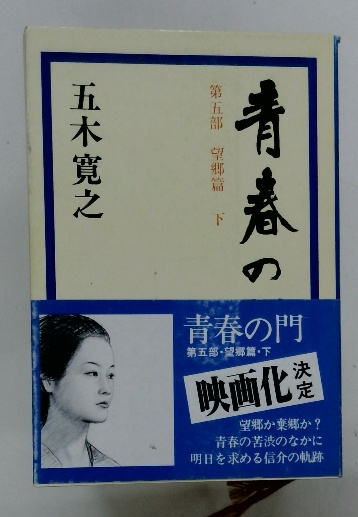 青春の
第五部 望郷篇 下
五木寛之
青春の門
第五部・望郷篇・下
映画化決定
望郷か棄郷か?
青春の苦渋のなかに
明日を求める信介の軌跡